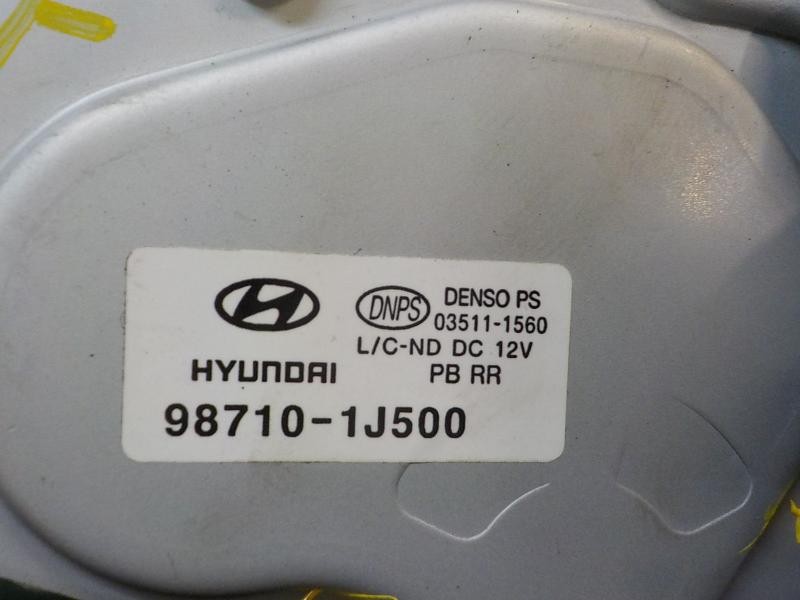 HYUNDAI
98710-1J500
DNPS DENSO PS
03511-1560
L/C-ND DC 12V
PB RR